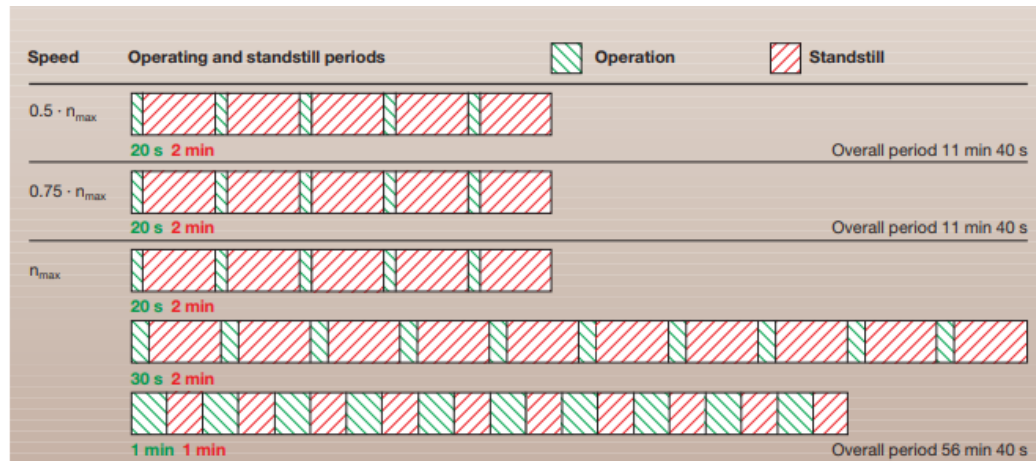 Speed Operating and standstill periods Operation Standstill
0.5 · nmax
20 s 2 min Overall period 11 min 40 s
0.75 · nmax
20 s 2 min Overall period 11 min 40 s
nmax
20 s 2 min
30 s 2 min
1 min 1 min Overall period 56 min 40 s